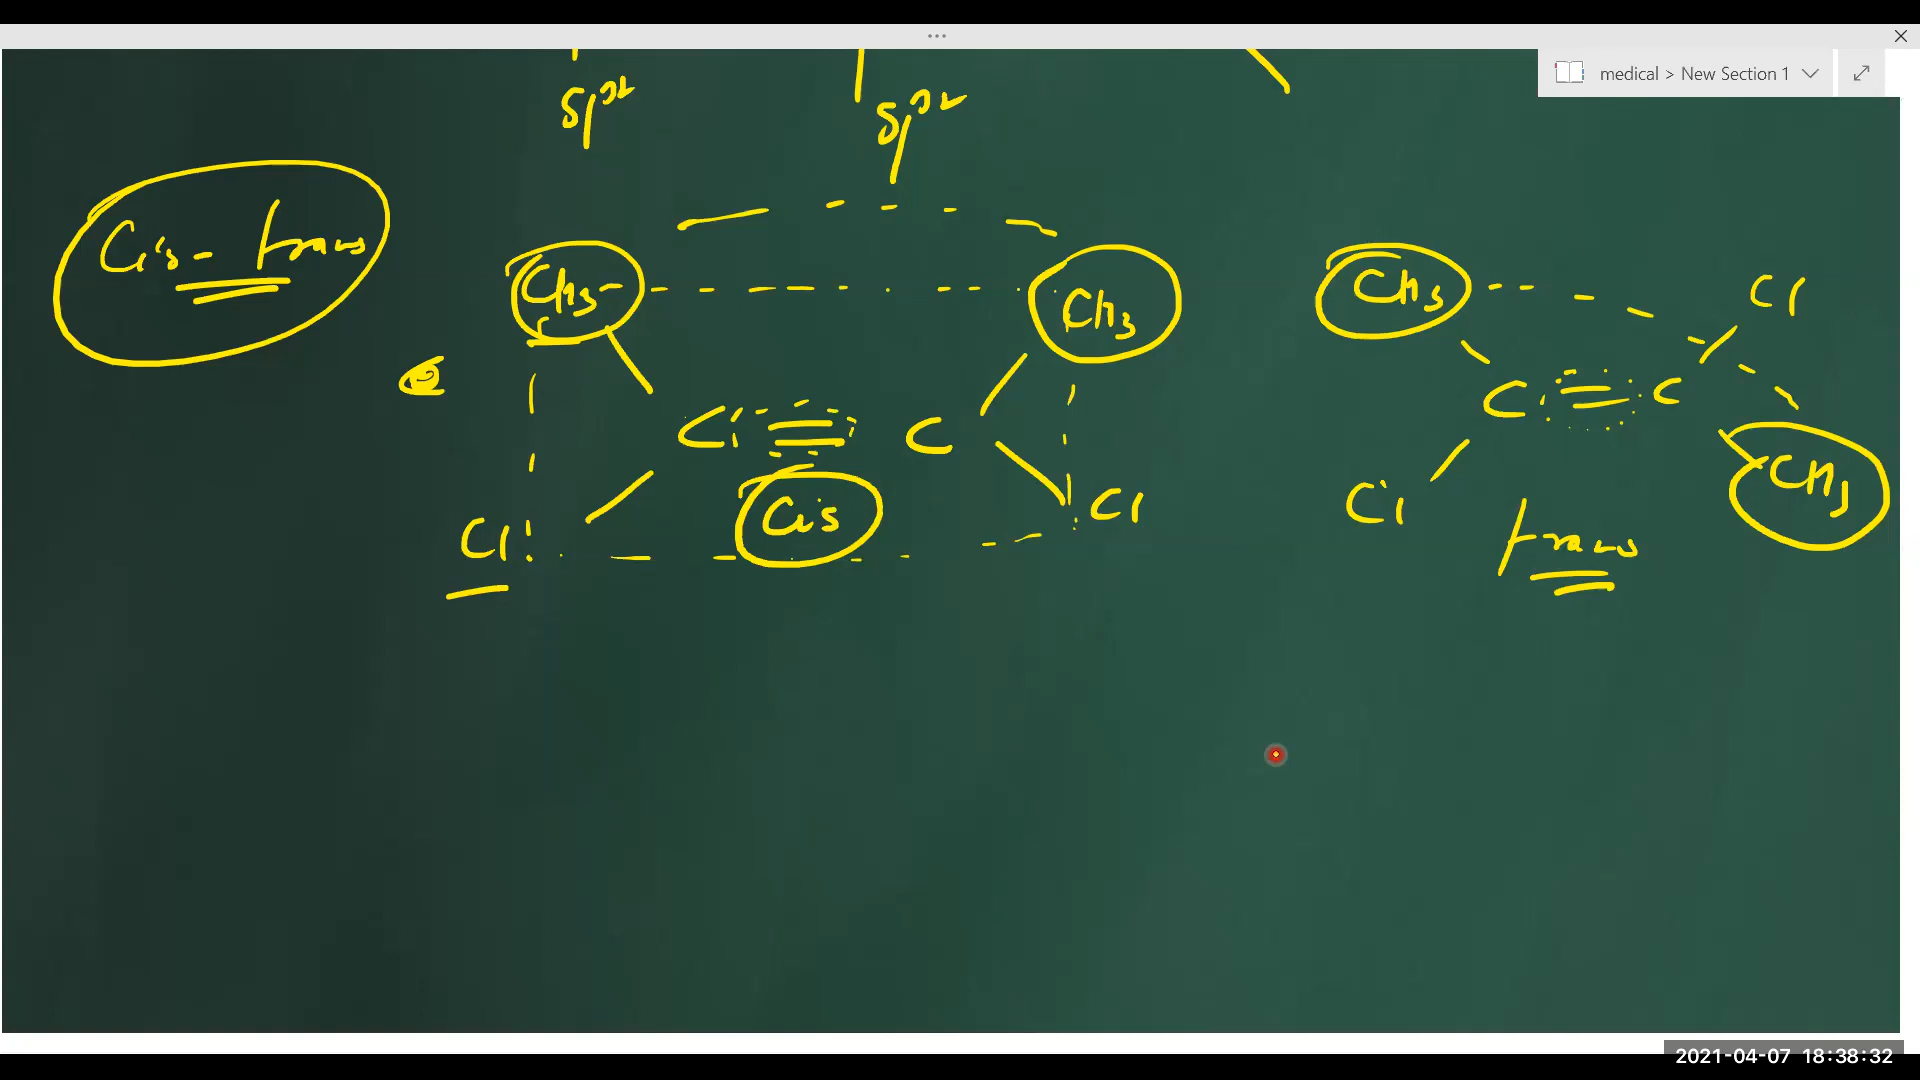 medical > New Section 1
sp²
sp²
Cis - trans
CH3
CH3
C = C
Cl
Cl
Cis
CH3
Cl
C = C
Cl
CH3
trans
2021-04-07 18:38:32